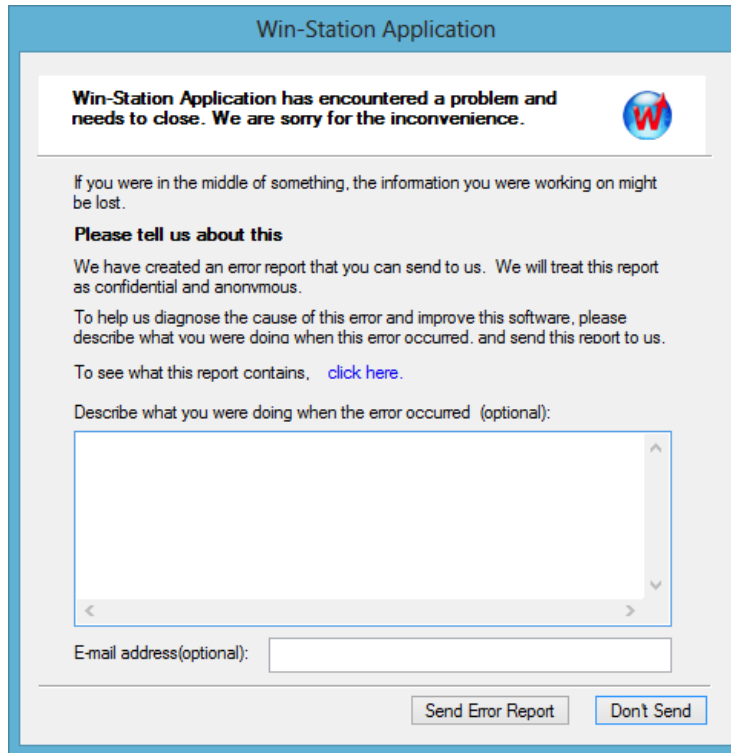 Win-Station Application
Win-Station Application has encountered a problem and
needs to close. We are sorry for the inconvenience.
W
If you were in the middle of something, the information you were working on might
be lost.
Please tell us about this
We have created an error report that you can send to us. We will treat this report
as confidential and anonymous.
To help us diagnose the cause of this error and improve this software, please
describe what you were doing when this error occurred, and send this report to us.
To see what this report contains, click here.
Describe what you were doing when the error occurred (optional):
E-mail address(optional):
Send Error Report Don't Send